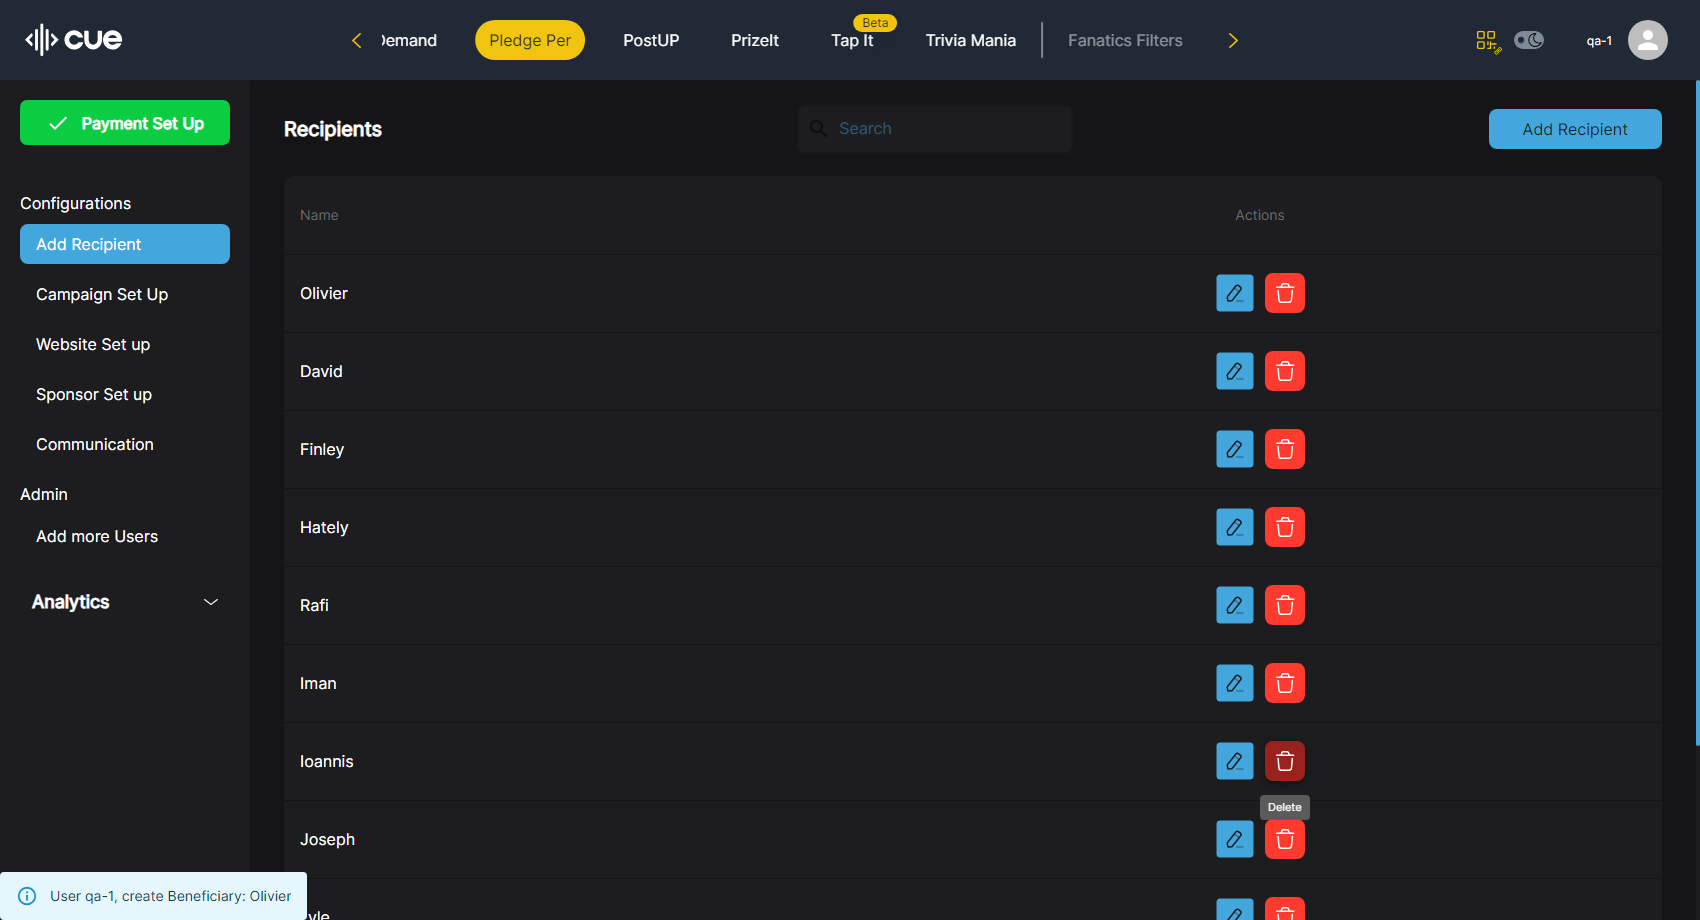 cue
Demand
Pledge Per
PostUP
PrizeIt
Beta
Tap It
Trivia Mania
Fanatics Filters
qa-1
Payment Set Up
Configurations
Add Recipient
Campaign Set Up
Website Set up
Sponsor Set up
Communication
Admin
Add more Users
Analytics
Recipients
Search
Add Recipient
Name
Actions
Olivier
David
Finley
Hately
Rafi
Iman
Ioannis
Delete
Joseph
User qa-1, create Beneficiary: Olivier